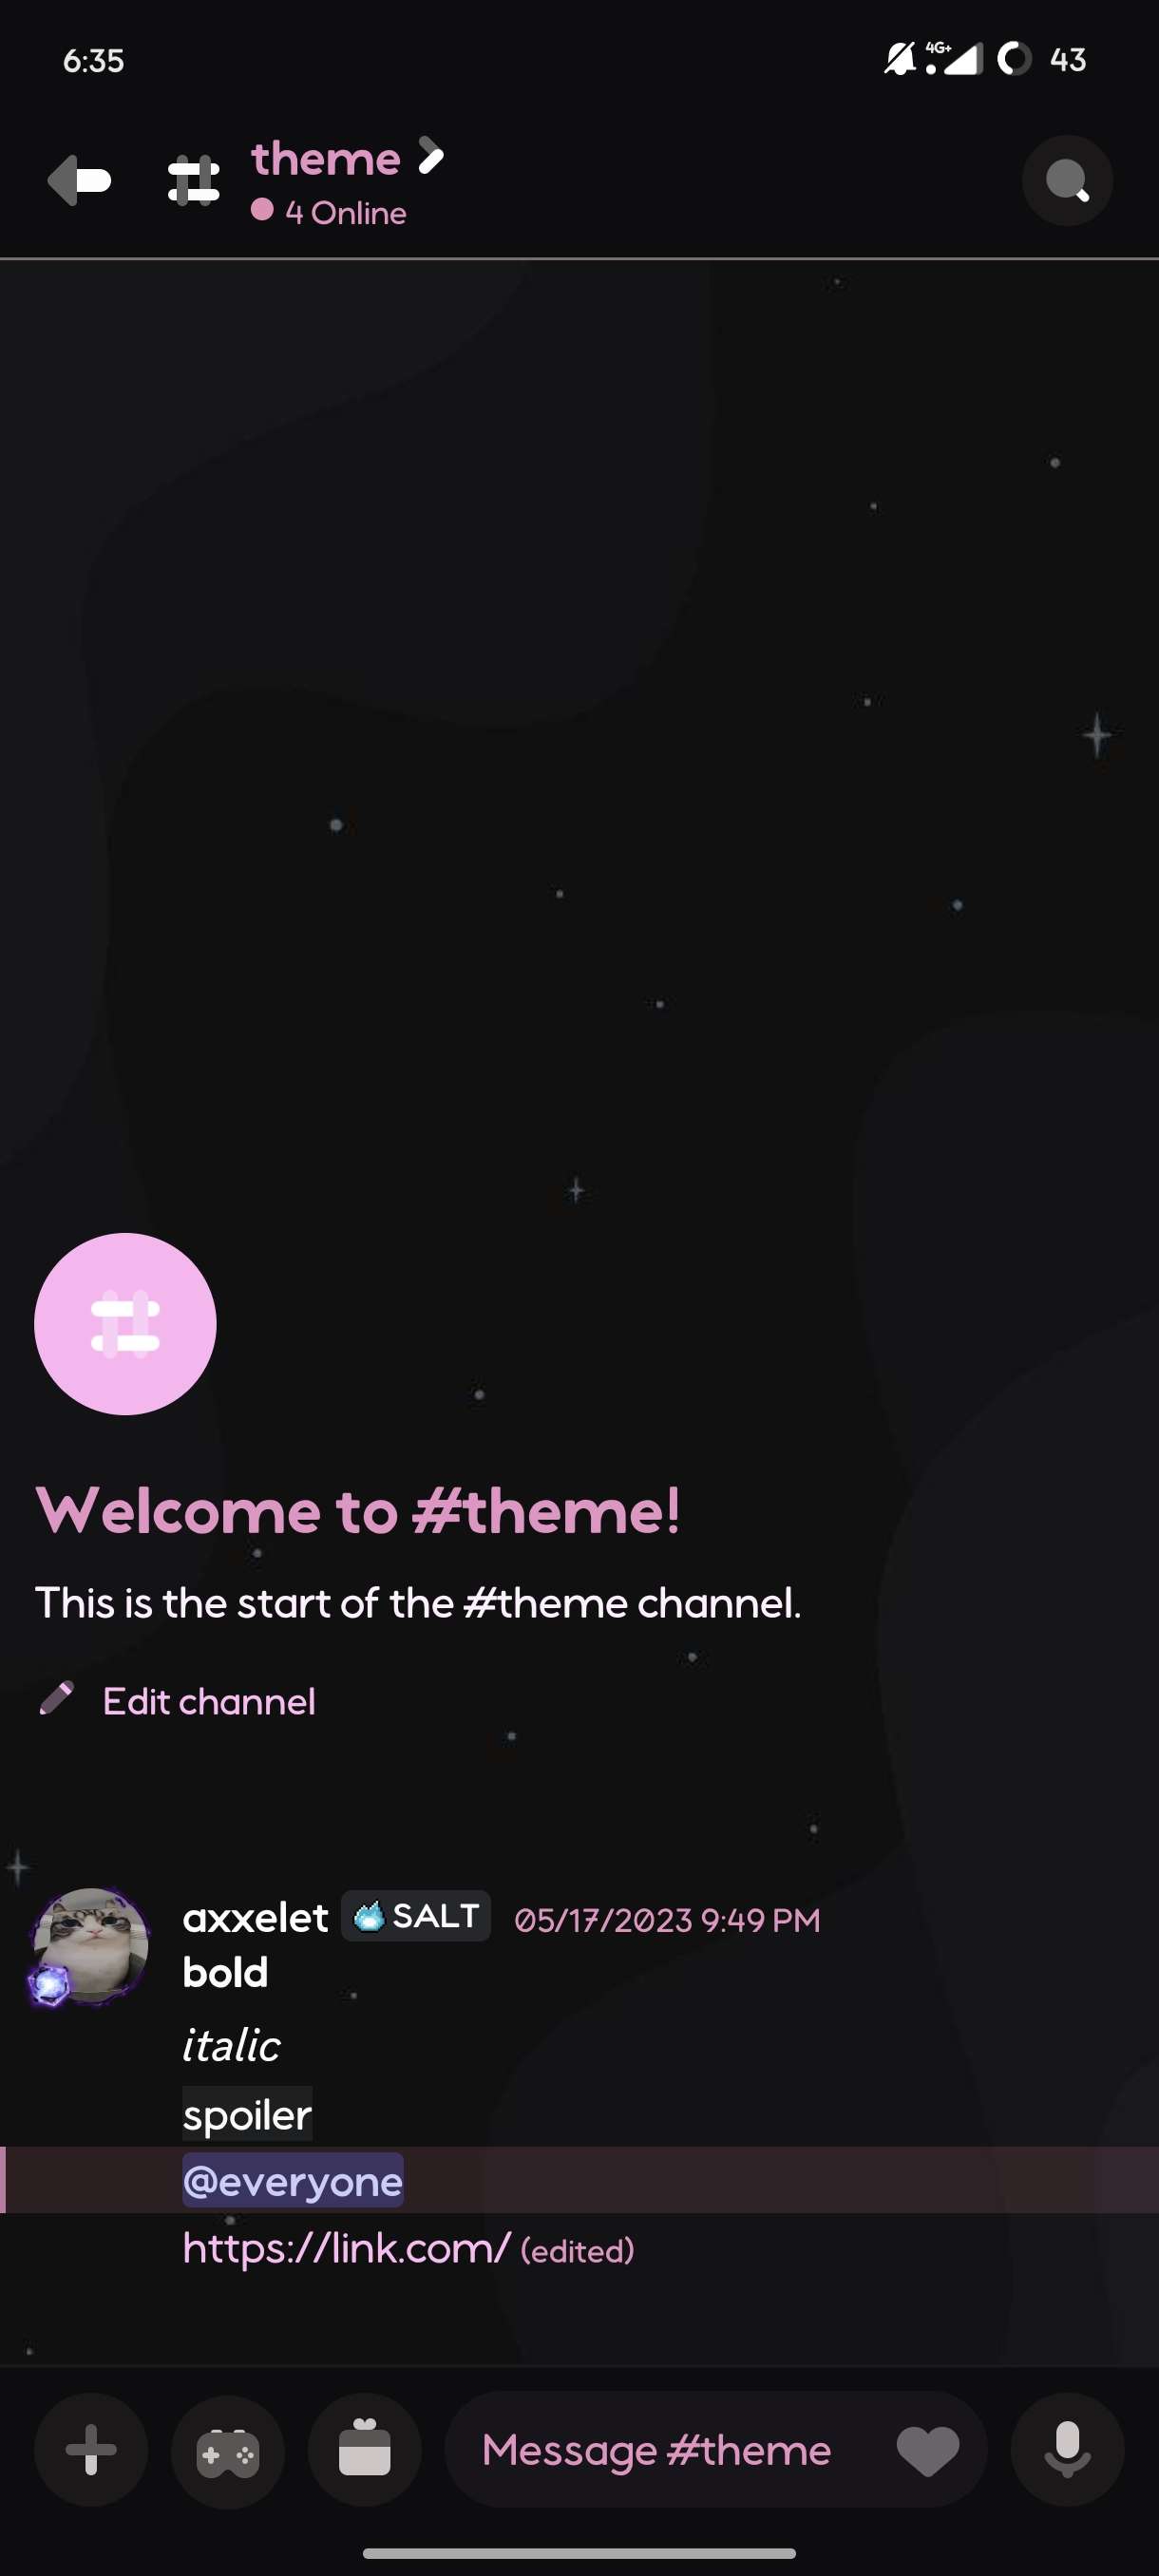 6:35
4G+
43
theme
4 Online
Welcome to #theme!
This is the start of the #theme channel.
Edit channel
axxelet SALT 05/17/2023 9:49 PM
bold
italic
spoiler
@everyone
https://link.com/ (edited)
Message #theme